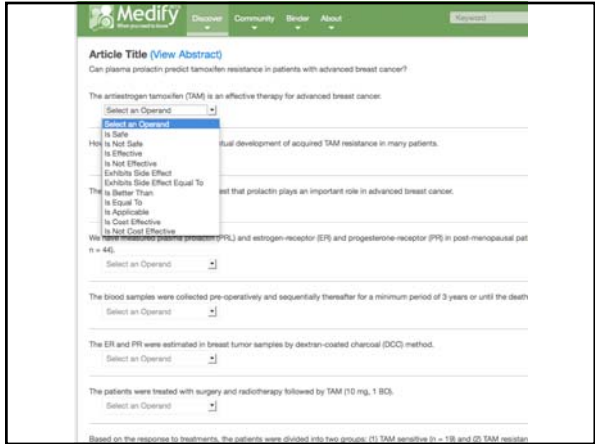 Medify
When you need to know
Discover Community Binder About
Keyword
Article Title (View Abstract)
Can plasma prolactin predict tamoxifen resistance in patients with advanced breast cancer?
The antiestrogen tamoxifen (TAM) is an effective therapy for advanced breast cancer.
Select an Operand
Select an Operand
Is Safe
Is Not Safe
Is Effective
Is Not Effective
Exhibits Side Effect
Exhibits Side Effect Equal To
Is Better Than
Is Equal To
Is Applicable
Is Cost Effective
Is Not Cost Effective
How tual development of acquired TAM resistance in many patients.
The est that prolactin plays an important role in advanced breast cancer.
We have measured plasma prolactin (PRL) and estrogen-receptor (ER) and progesterone-receptor (PR) in post-menopausal pat
n = 44).
Select an Operand
The blood samples were collected pre-operatively and sequentially thereafter for a minimum period of 3 years or until the death
Select an Operand
The ER and PR were estimated in breast tumor samples by dextran-coated charcoal (DCC) method.
Select an Operand
The patients were treated with surgery and radiotherapy followed by TAM (10 mg, 1 BD).
Select an Operand
Based on the response to treatments, the patients were divided into two groups: (1) TAM sensitive (n = 19) and (2) TAM resistan